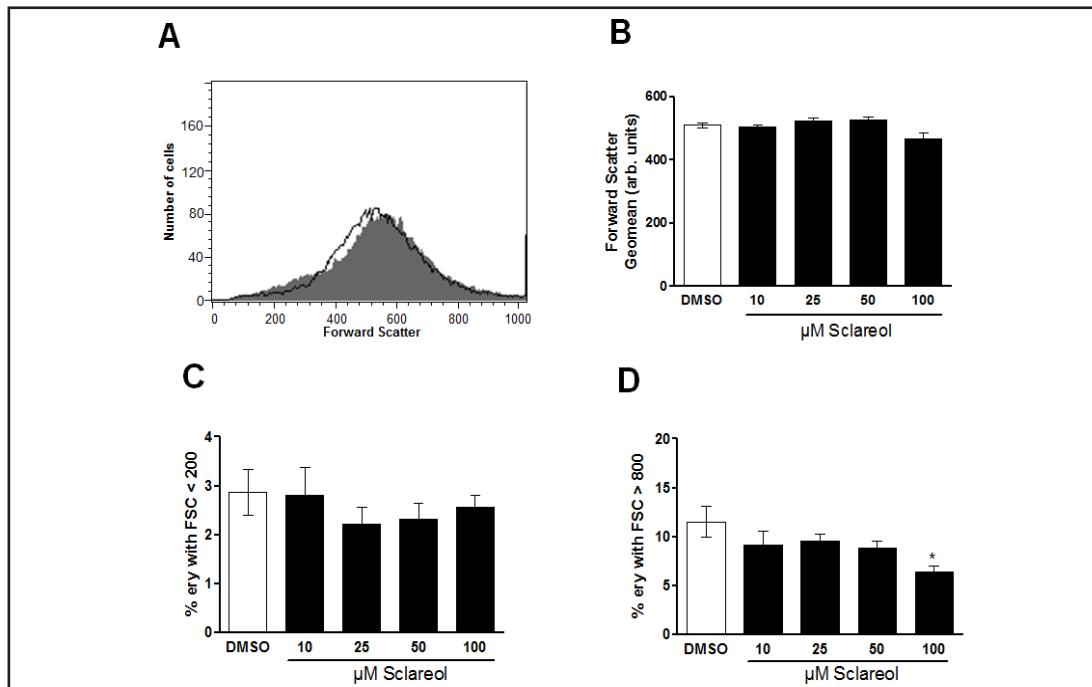 A
Number of cells
160
120
80
40
0
0 200 400 600 800 1000
Forward Scatter
B
Forward Scatter
Geomean (arb. units)
600
400
200
0
DMSO 10 25 50 100
µM Sclareol
C
% ery with FSC < 200
4
3
2
1
0
DMSO 10 25 50 100
µM Sclareol
D
% ery with FSC > 800
20
15
10
5
0
*
DMSO 10 25 50 100
µM Sclareol